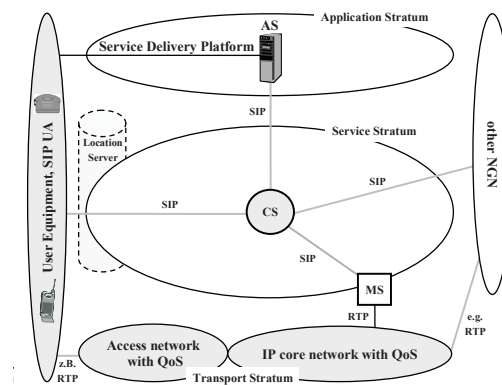 Application Stratum
AS
Service Delivery Platform
SIP
Location
Server
Service Stratum
User Equipment, SIP UA
other NGN
SIP
SIP
CS
SIP
MS
RTP
e.g.
RTP
Access network
with QoS
IP core network with QoS
z.B.
RTP
Transport Stratum